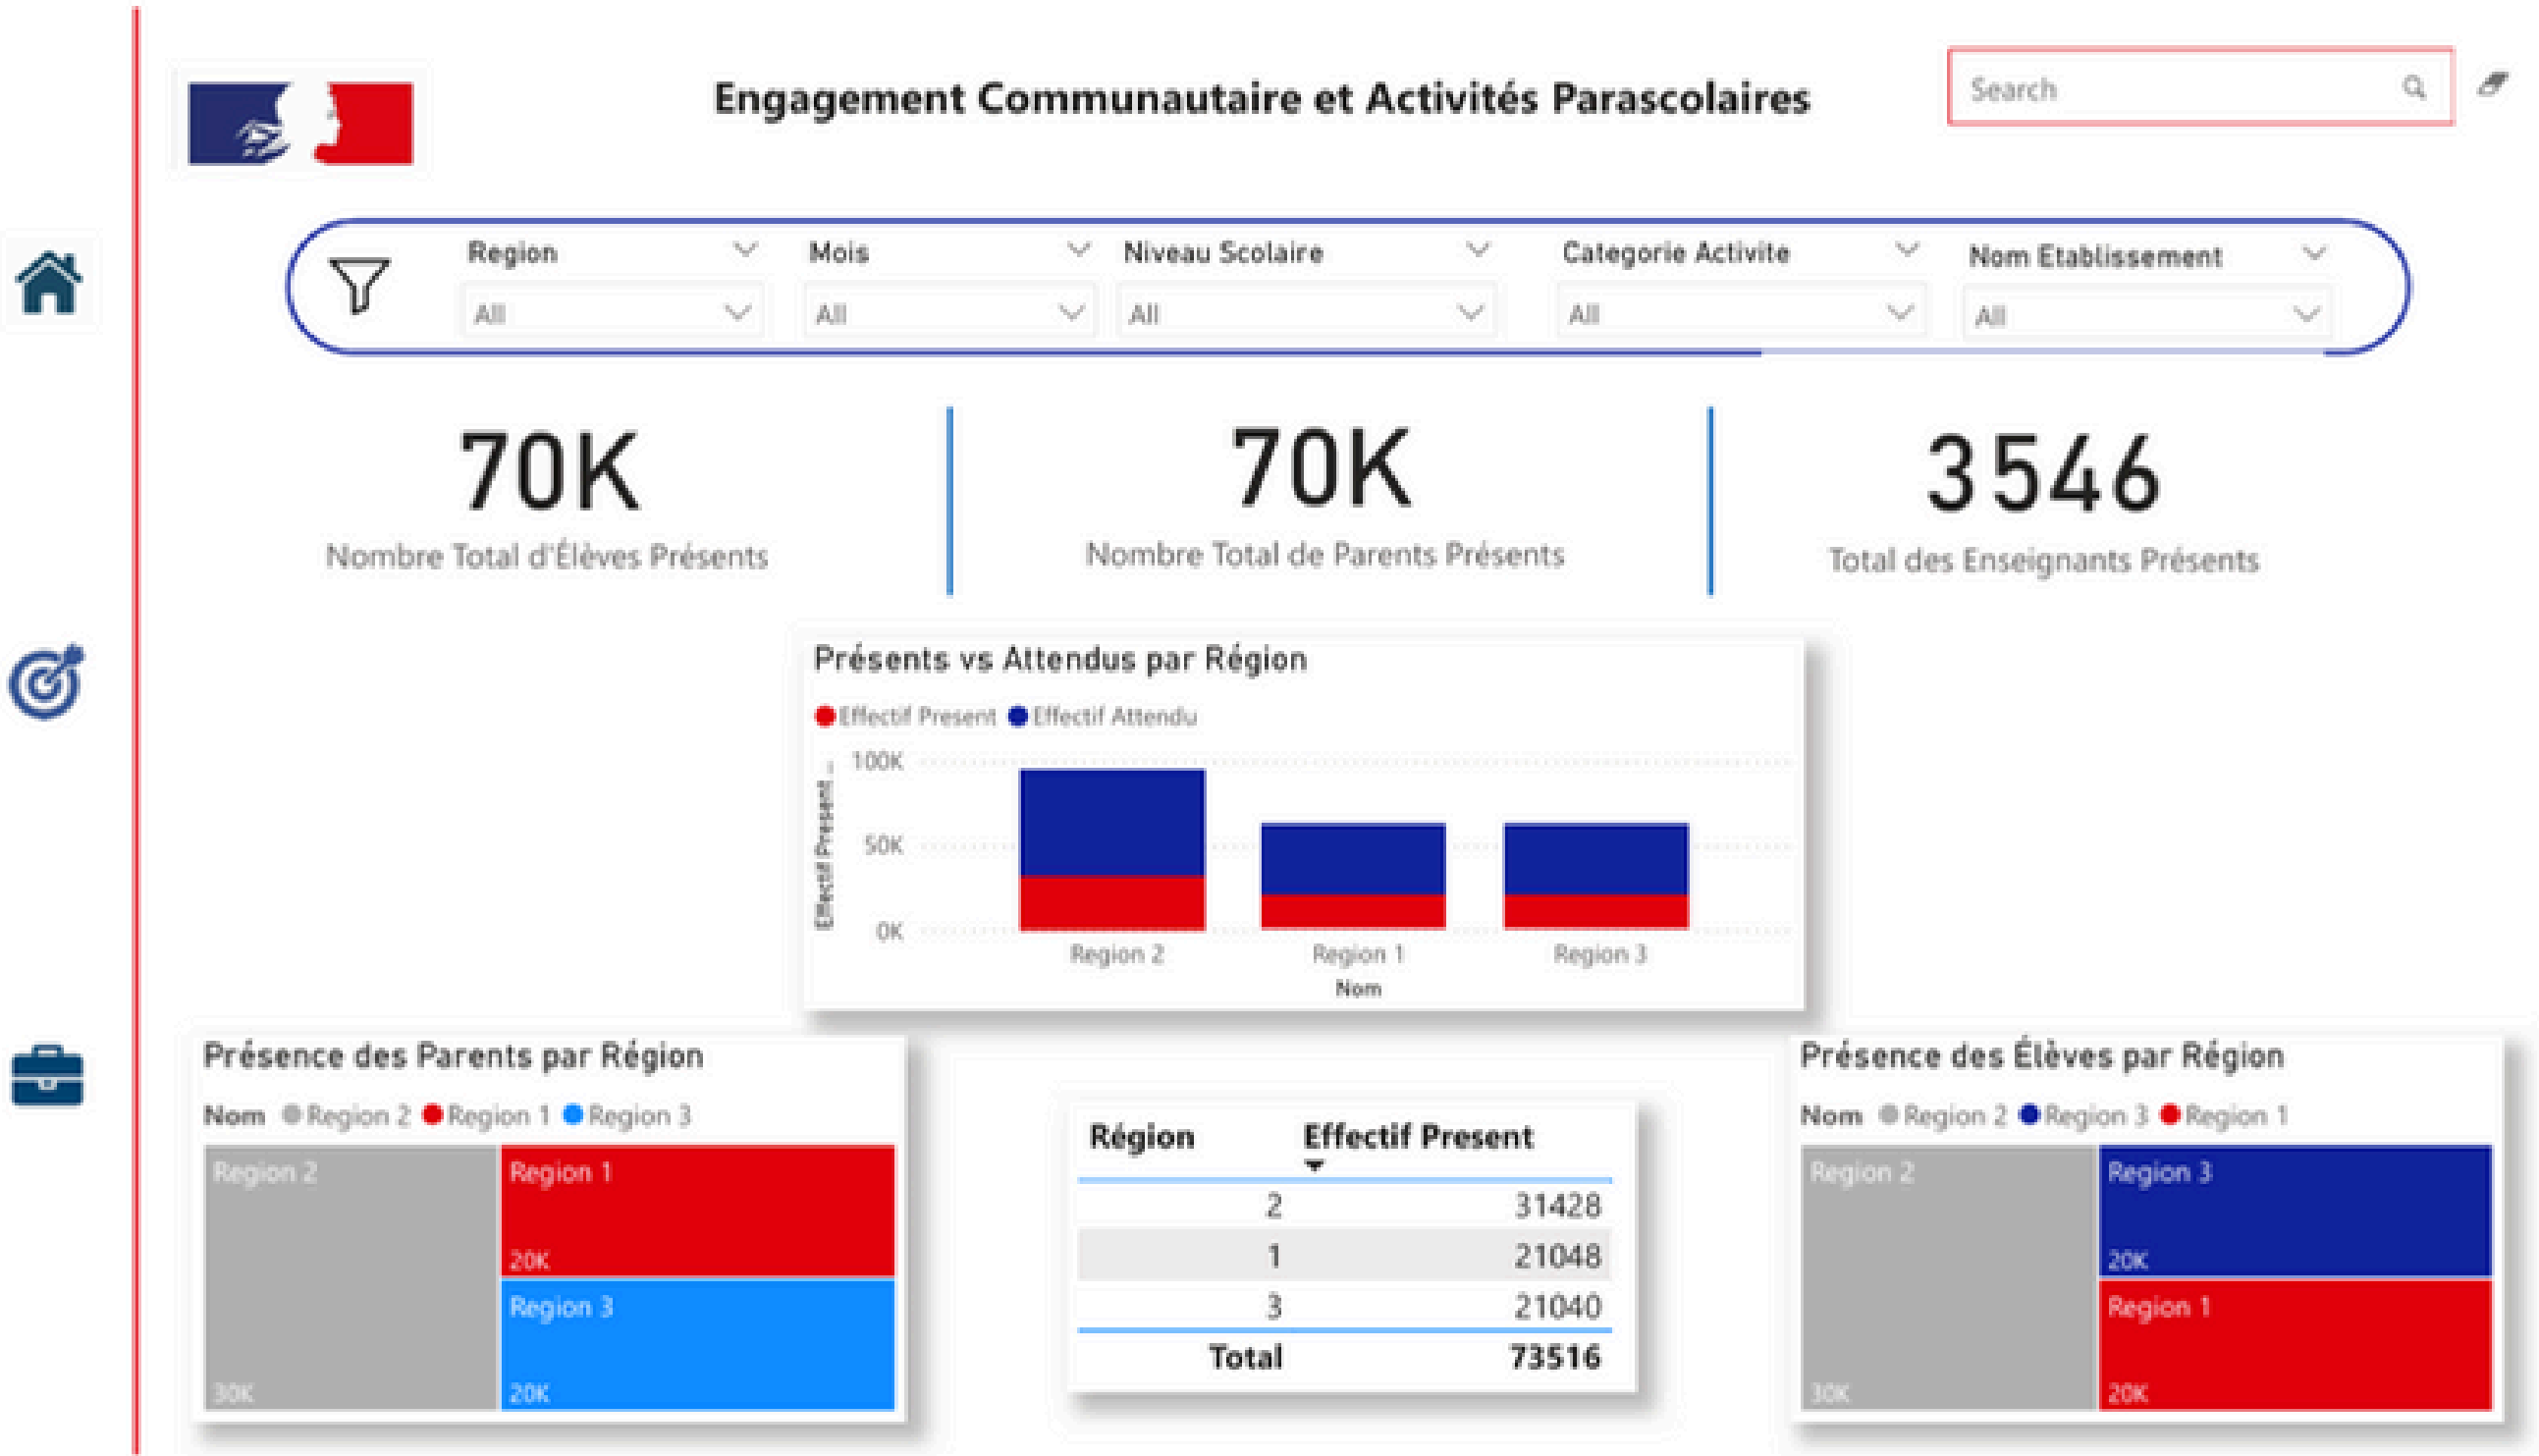 Engagement Communautaire et Activités Parascolaires
Search
Region
Mois
Niveau Scolaire
Categorie Activite
Nom Etablissement
All
All
All
All
All
70K
Nombre Total d'Élèves Présents
70K
Nombre Total de Parents Présents
3546
Total des Enseignants Présents
Présents vs Attendus par Région
Effectif Present Effectif Attendu
Effectif Present ...
100K
50K
0K
Region 2
Region 1
Region 3
Nom
Présence des Parents par Région
Nom Region 2 Region 1 Region 3
Region 2
30K
Region 1
20K
Region 3
20K
Région Effectif Present
2 31428
1 21048
3 21040
Total 73516
Présence des Élèves par Région
Nom Region 2 Region 3 Region 1
Region 2
30K
Region 3
20K
Region 1
20K